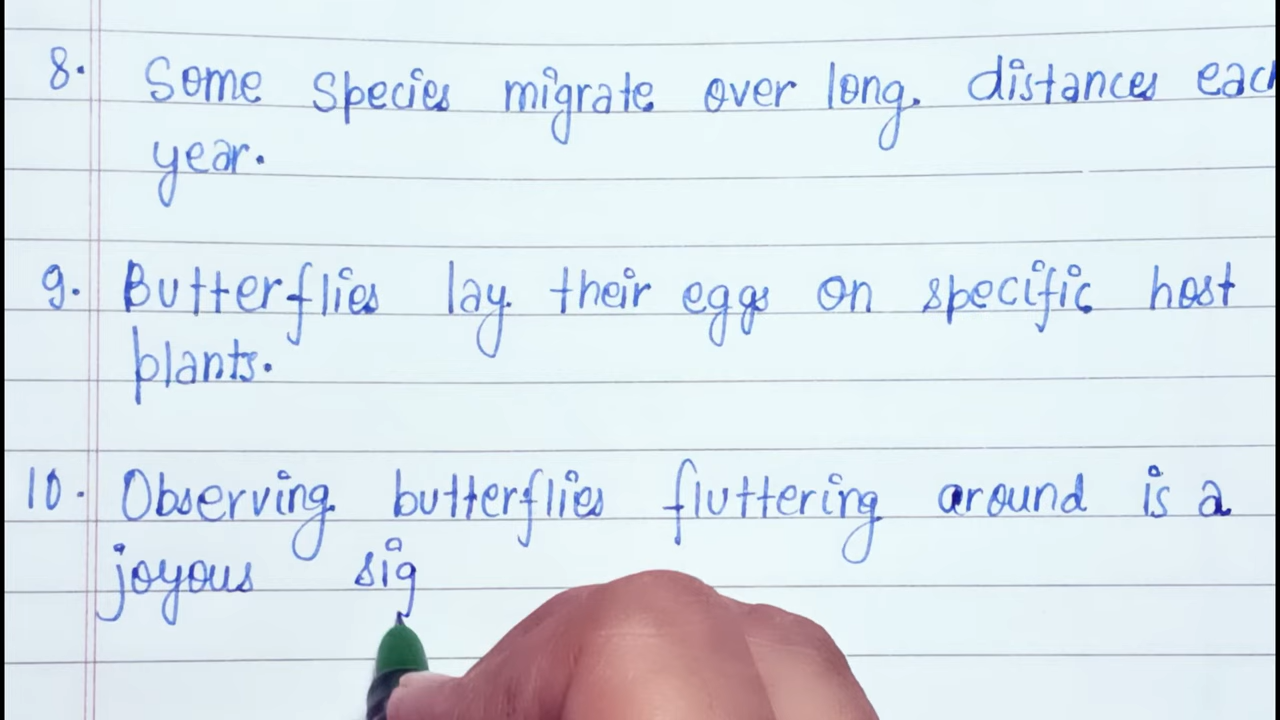 8. Some species migrate over long distances eac
year.
9. Butterflies lay their eggs on specific host
plants.
10. Observing butterflies fluttering around is a
joyous sig